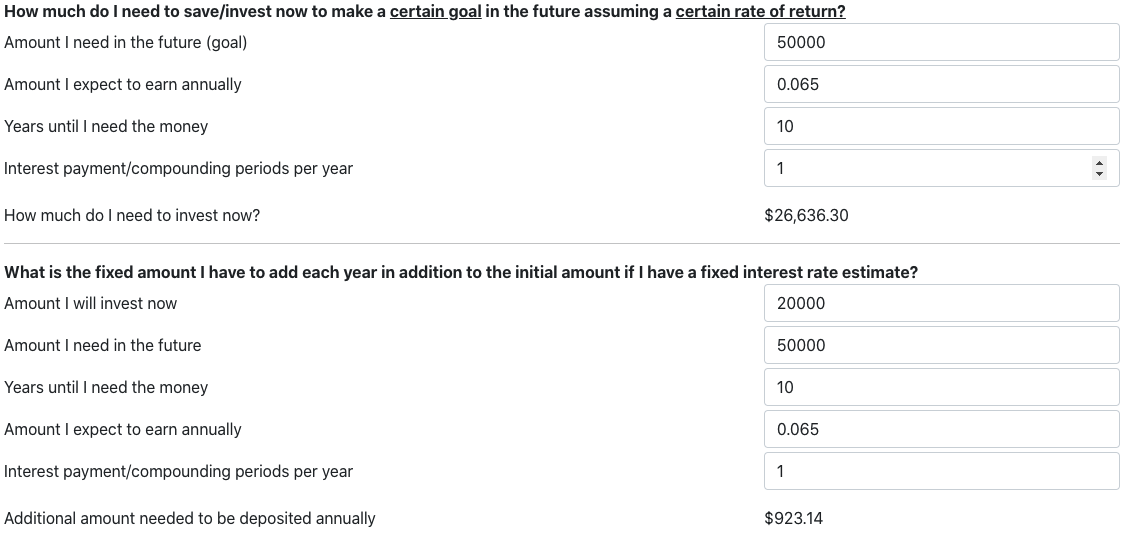 How much do I need to save/invest now to make a certain goal in the future assuming a certain rate of return?
Amount I need in the future (goal) 50000
Amount I expect to earn annually 0.065
Years until I need the money 10
Interest payment/compounding periods per year 1
How much do I need to invest now? $26,636.30
What is the fixed amount I have to add each year in addition to the initial amount if I have a fixed interest rate estimate?
Amount I will invest now 20000
Amount I need in the future 50000
Years until I need the money 10
Amount I expect to earn annually 0.065
Interest payment/compounding periods per year 1
Additional amount needed to be deposited annually $923.14